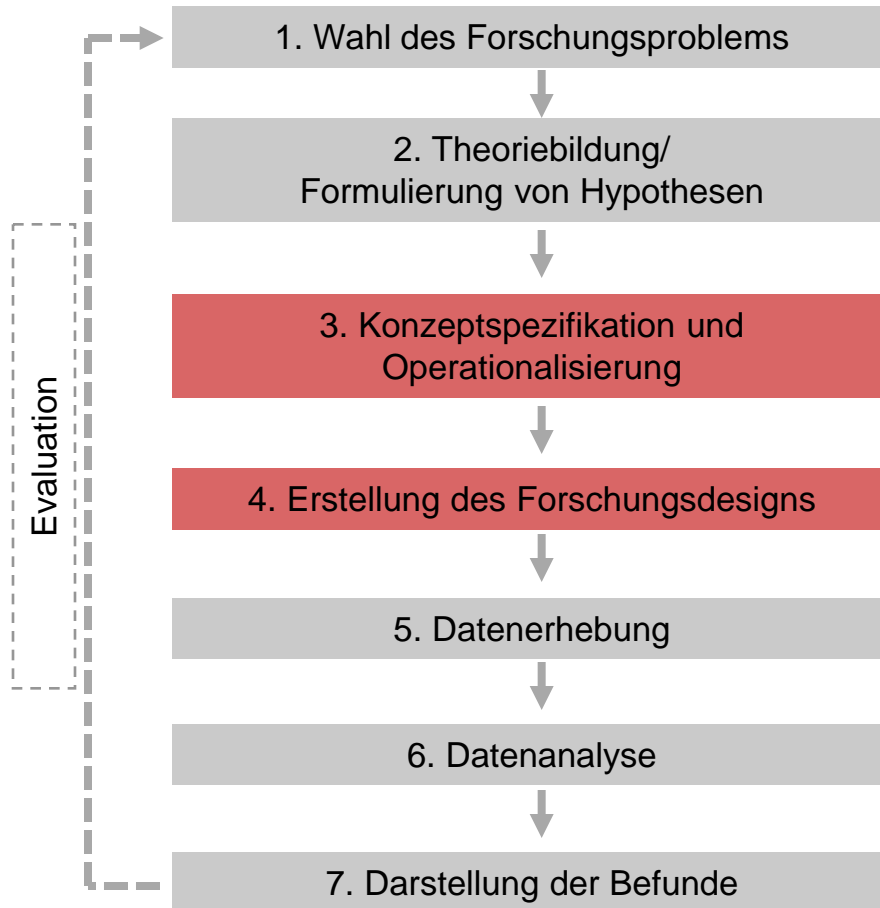 1. Wahl des Forschungsproblems
2. Theoriebildung/
Formulierung von Hypothesen
3. Konzeptspezifikation und
Operationalisierung
4. Erstellung des Forschungsdesigns
5. Datenerhebung
6. Datenanalyse
7. Darstellung der Befunde
Evaluation